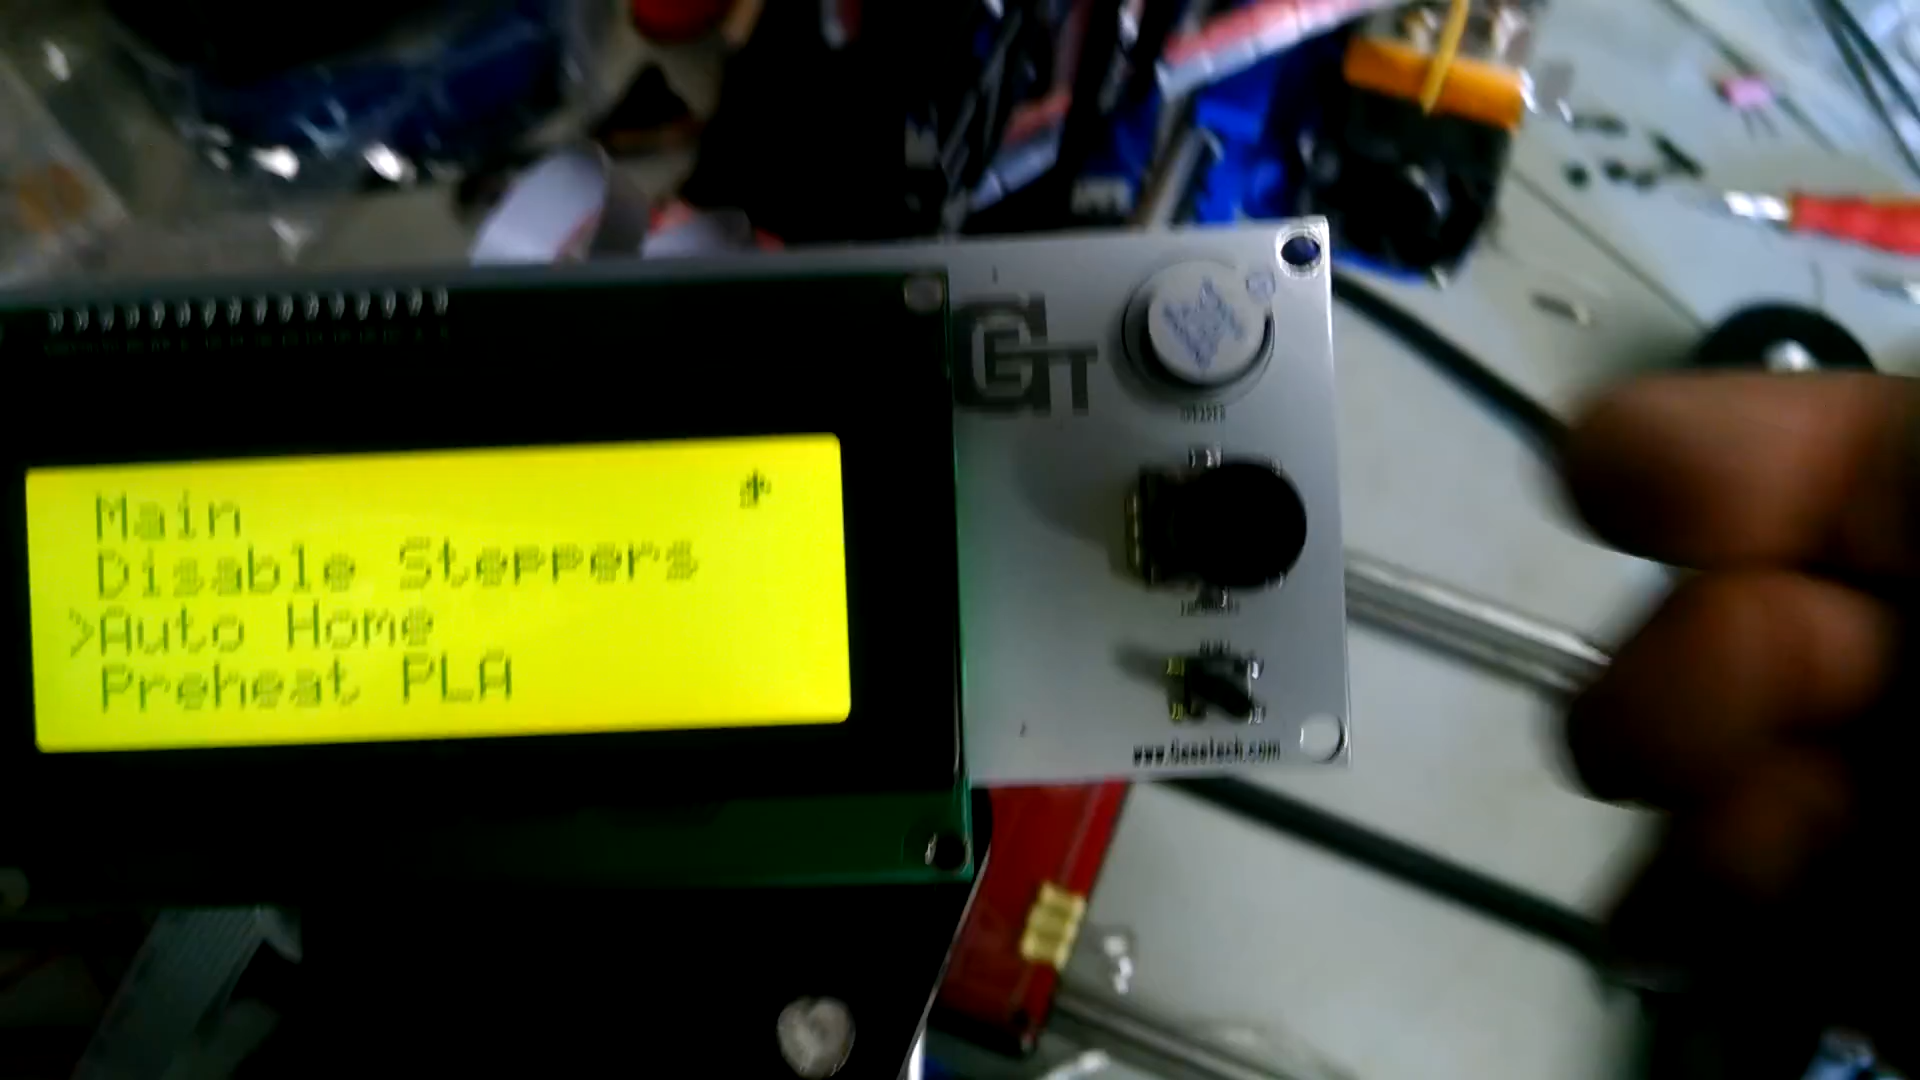 Main
Disable Steppers
>Auto Home
Preheat PLA
GT
www.Geeetech.com